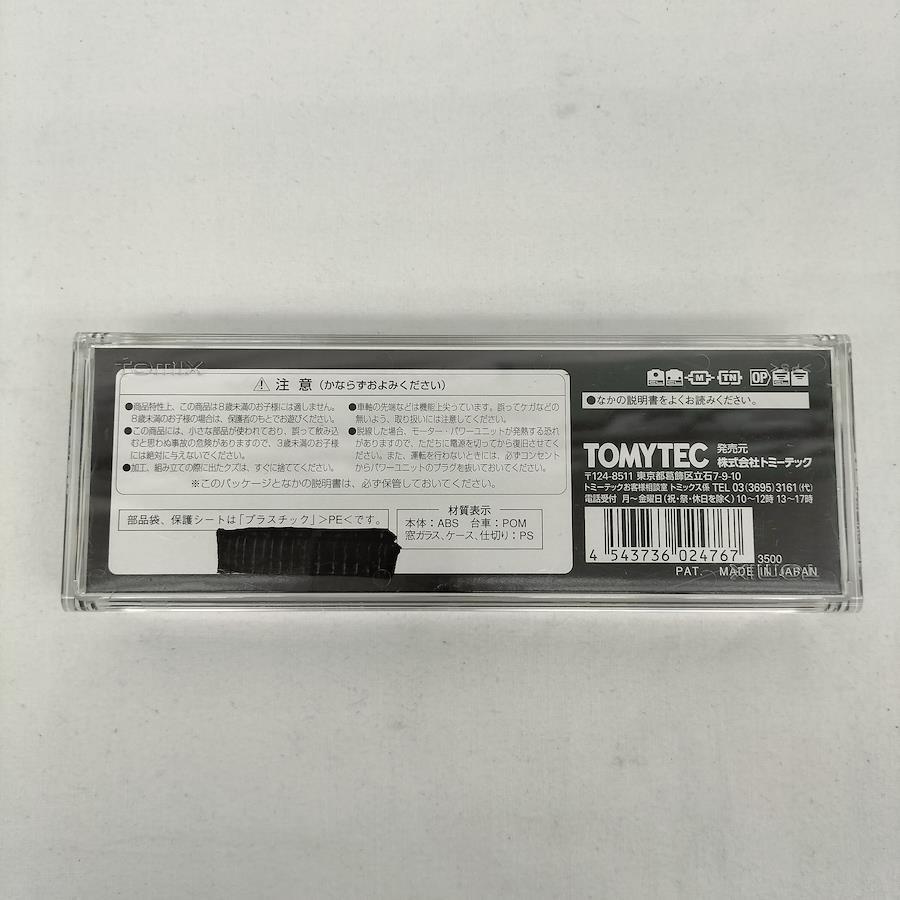 TOMIX
⚠ 注 意 (かならずおよみください)
●商品特性上、この商品は8歳未満のお子様には適しません。
8歳未満のお子様の場合は、保護者のもとでお遊びください。
●この商品には、小さな部品が使われており、誤って飲み込
むと思わぬ事故の危険がありますので、3歳未満のお子様
には絶対に与えないでください。
●加工、組み立ての際に出たクズは、すぐに捨ててください。
●車軸の先端などは機能上尖っています。誤ってケガなどの
無いよう、取り扱いには注意してください。
●脱線した場合、モーター・パワーユニットが発熱する恐れ
がありますので、ただちに電源を切ってから復旧させてく
ださい。また、運転を行わないときには、必ずコンセント
からパワーユニットのプラグを抜いておいてください。
※このパッケージとなかの説明書は、必ず保管しておいてください。
部品袋、保護シートは「プラスチック」>PE<です。
材質表示
本体:ABS 台車:POM
窓ガラス、ケース、仕切り:PS
M TN OP
●なかの説明書をよくお読みください。
TOMYTEC 発売元
株式会社トミーテック
〒124-8511 東京都葛飾区立石7-9-10
トミーテックお客様相談室 トミックス係 TEL 03(3695)3161(代)
電話受付 月〜金曜日(祝・祭・休日を除く)10〜12時 13〜17時
4 543736 024767
3500
PAT. MADE IN JAPAN